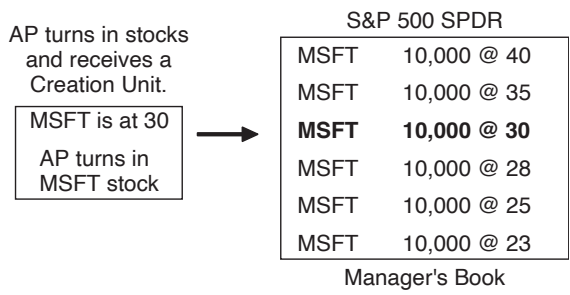 AP turns in stocks
and receives a
Creation Unit.
MSFT is at 30
AP turns in
MSFT stock
S&P 500 SPDR
MSFT 10,000 @ 40
MSFT 10,000 @ 35
MSFT 10,000 @ 30
MSFT 10,000 @ 28
MSFT 10,000 @ 25
MSFT 10,000 @ 23
Manager's Book